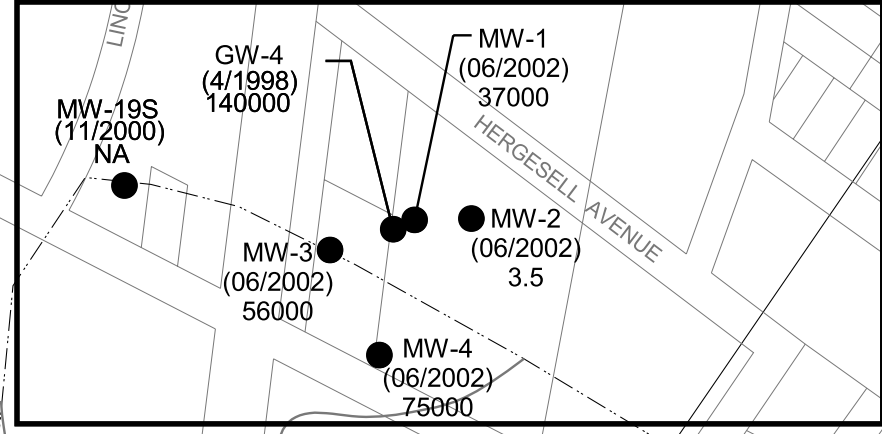 LINC
GW-4
(4/1998)
140000
MW-1
(06/2002)
37000
MW-19S
(11/2000)
NA
HERGESELL AVENUE
MW-2
(06/2002)
3.5
MW-3
(06/2002)
56000
MW-4
(06/2002)
75000